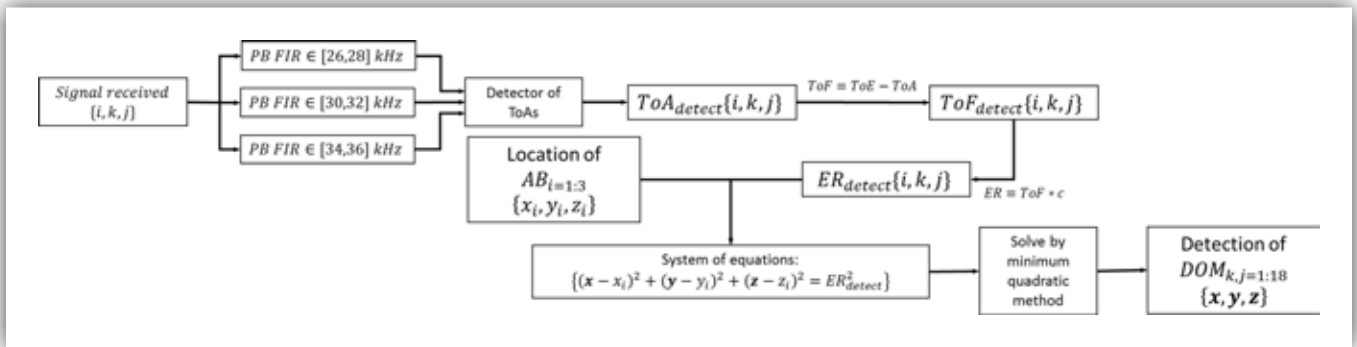 Signal received
{i, k, j}
PB FIR ∈ [26,28] kHz
PB FIR ∈ [30,32] kHz
PB FIR ∈ [34,36] kHz
Detector of
ToAs
ToA_detect{i, k, j}
ToF = ToE − ToA
ToF_detect{i, k, j}
ER = ToF * c
ER_detect{i, k, j}
Location of
AB_i=1:3
{x_i, y_i, z_i}
System of equations:
{(x − x_i)² + (y − y_i)² + (z − z_i)² = ER²_detect}
Solve by
minimum
quadratic
method
Detection of
DOM_k,j=1:18
{x, y, z}